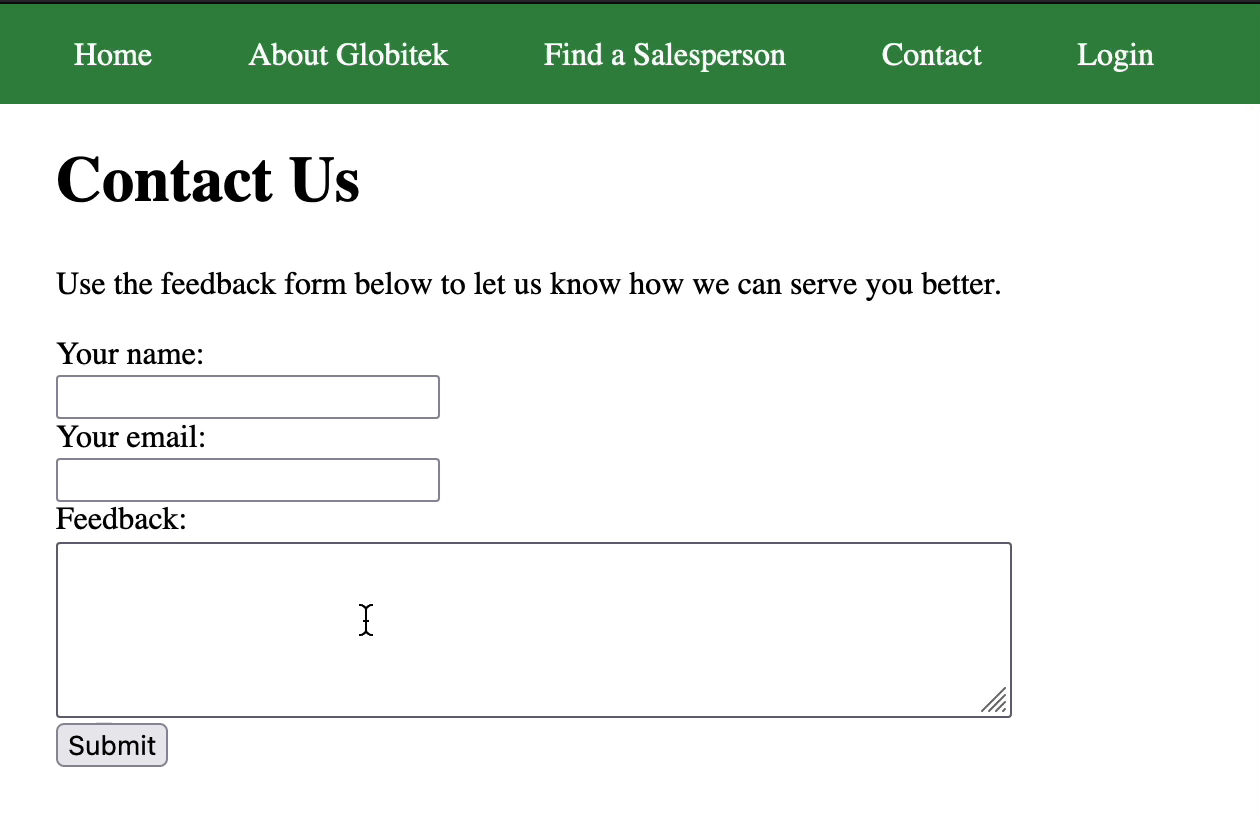 Home About Globitek Find a Salesperson Contact Login
Contact Us
Use the feedback form below to let us know how we can serve you better.
Your name:
Your email:
Feedback:
Submit